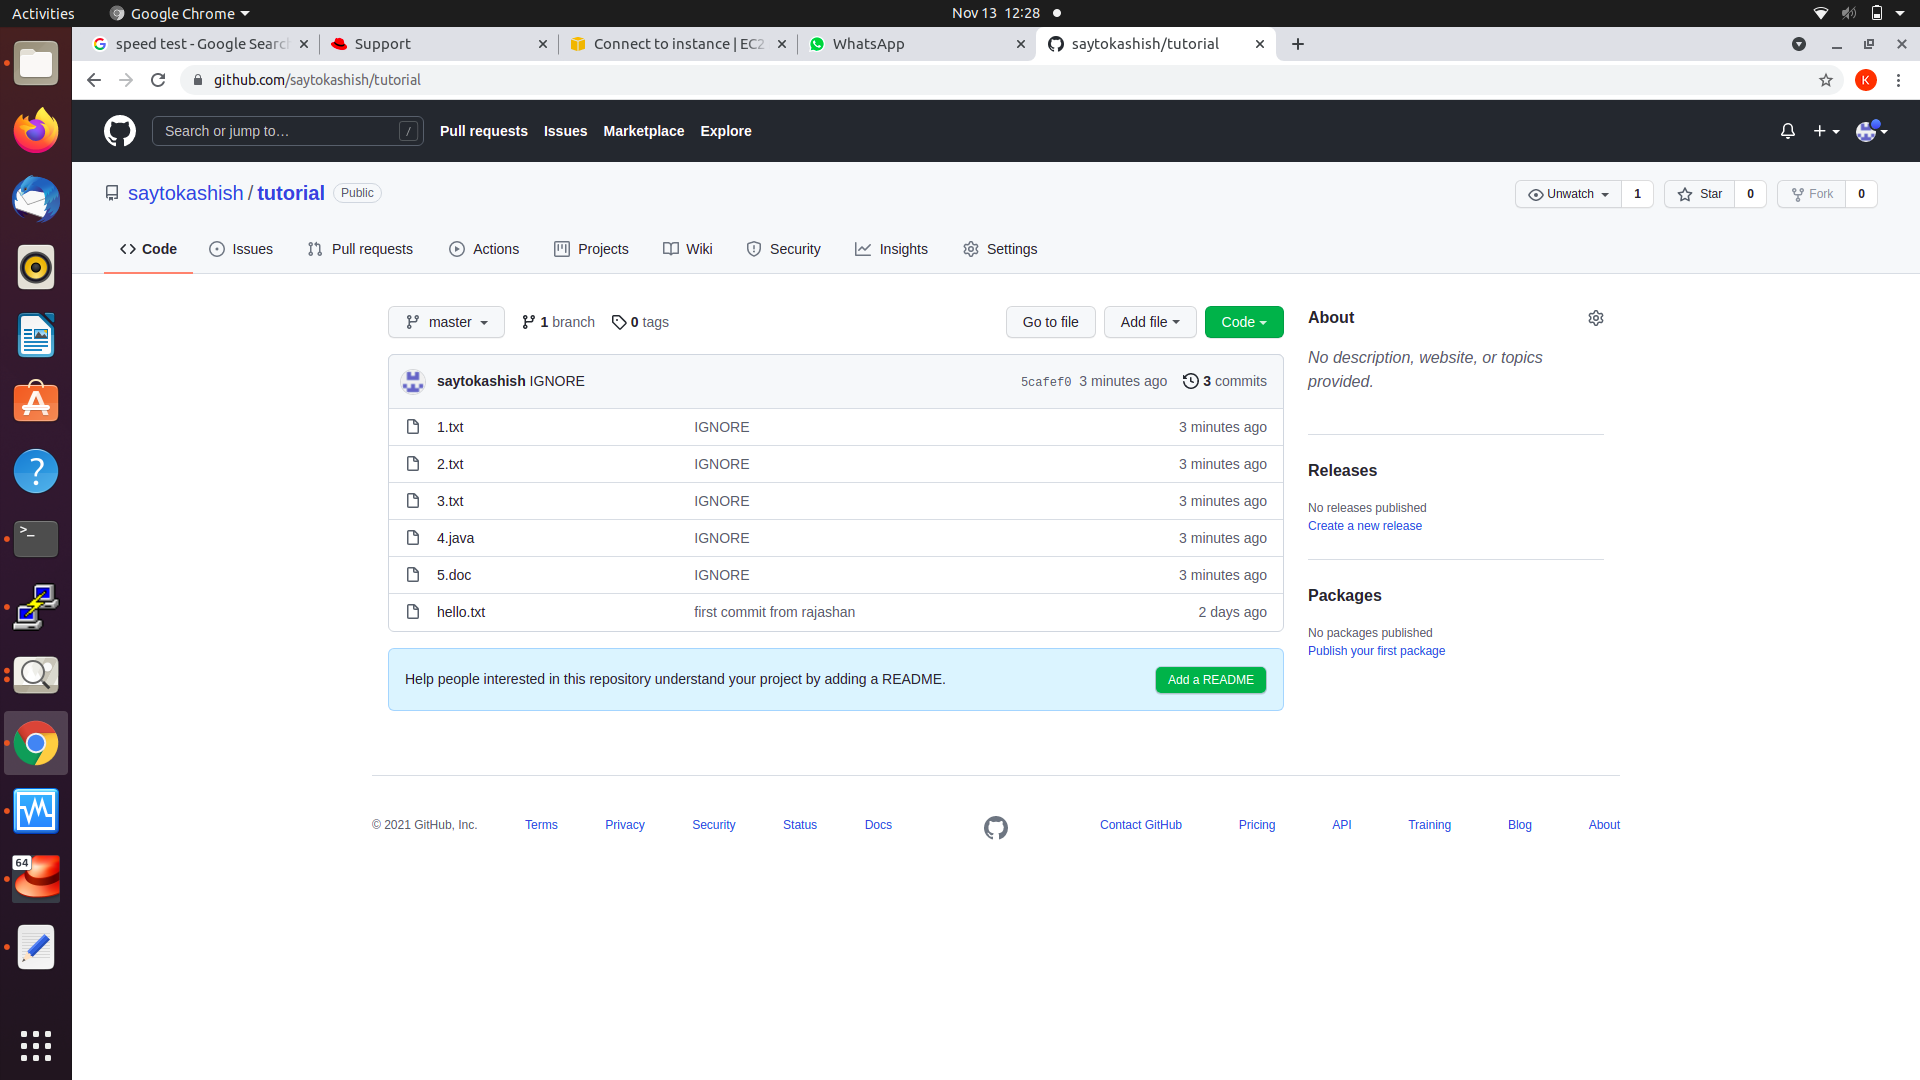 Activities Google Chrome Nov 13 12:28
speed test - Google Search Support Connect to instance | EC2 WhatsApp saytokashish/tutorial
github.com/saytokashish/tutorial K
Search or jump to… / Pull requests Issues Marketplace Explore
saytokashish / tutorial Public Unwatch 1 Star 0 Fork 0
Code Issues Pull requests Actions Projects Wiki Security Insights Settings
master 1 branch 0 tags Go to file Add file Code
saytokashish IGNORE 5cafef0 3 minutes ago 3 commits
1.txt IGNORE 3 minutes ago
2.txt IGNORE 3 minutes ago
3.txt IGNORE 3 minutes ago
4.java IGNORE 3 minutes ago
5.doc IGNORE 3 minutes ago
hello.txt first commit from rajashan 2 days ago
Help people interested in this repository understand your project by adding a README. Add a README
About
No description, website, or topics
provided.
Releases
No releases published
Create a new release
Packages
No packages published
Publish your first package
© 2021 GitHub, Inc. Terms Privacy Security Status Docs Contact GitHub Pricing API Training Blog About
?
>_
64